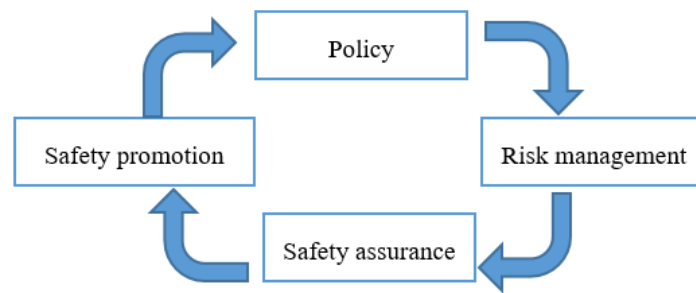 Policy
Safety promotion
Risk management
Safety assurance